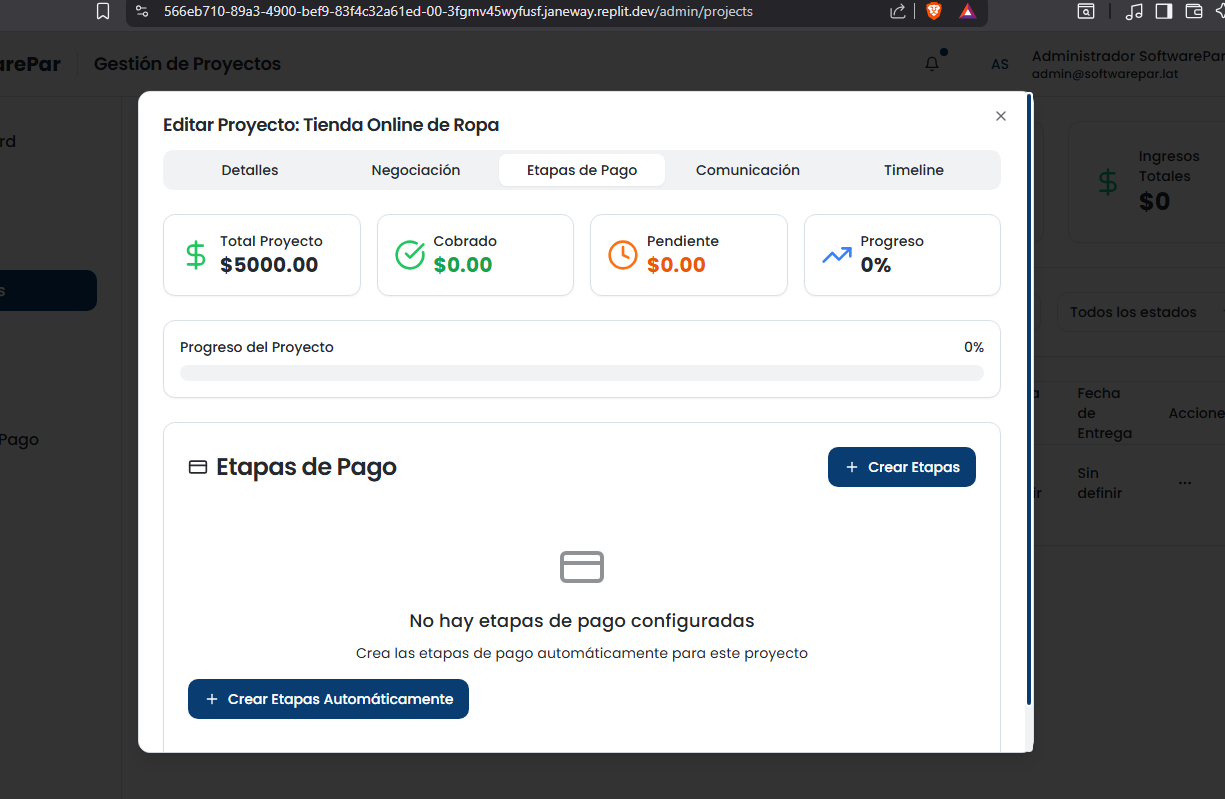 566eb710-89a3-4900-bef9-83f4c32a61ed-00-3fgmv45wyfusf.janeway.replit.dev/admin/projects
arePar
Gestión de Proyectos
AS
Administrador SoftwarePar
admin@softwarepar.lat
rd
s
Pago
Ingresos
Totales
$0
Todos los estados
a
Fecha
de
Entrega
Accione
ir
Sin
definir
...
Editar Proyecto: Tienda Online de Ropa
Detalles
Negociación
Etapas de Pago
Comunicación
Timeline
Total Proyecto
$5000.00
Cobrado
$0.00
Pendiente
$0.00
Progreso
0%
Progreso del Proyecto
0%
Etapas de Pago
Crear Etapas
No hay etapas de pago configuradas
Crea las etapas de pago automáticamente para este proyecto
Crear Etapas Automáticamente